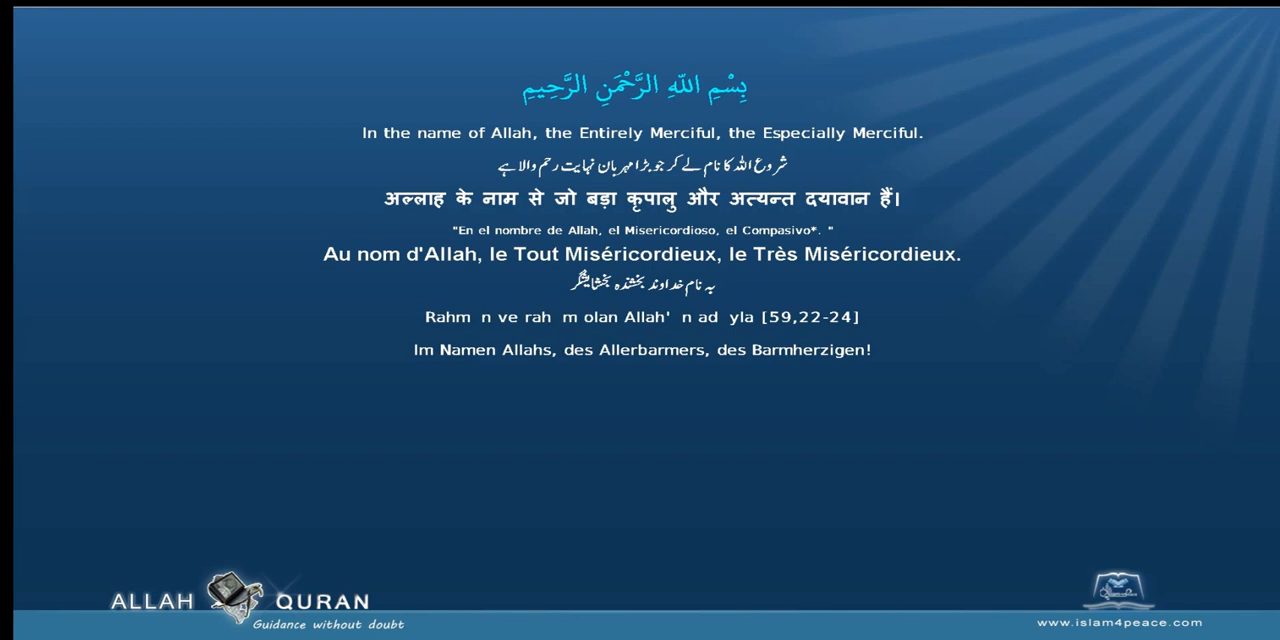 بِسْمِ اللّهِ الرَّحْمَنِ الرَّحِيمِ
In the name of Allah, the Entirely Merciful, the Especially Merciful.
شروع اللہ کا نام لے کر جو بڑا مہربان نہایت رحم والا ہے
अल्लाह के नाम से जो बड़ा कृपालु और अत्यन्त दयावान हैं।
"En el nombre de Allah, el Misericordioso, el Compasivo*. "
Au nom d'Allah, le Tout Miséricordieux, le Très Miséricordieux.
به نام خداوند بخشنده بخشایشگر
Rahm n ve rah m olan Allah' n ad yla [59,22-24]
Im Namen Allahs, des Allerbarmers, des Barmherzigen!
ALLAH QURAN
Guidance without doubt
www.islam4peace.com